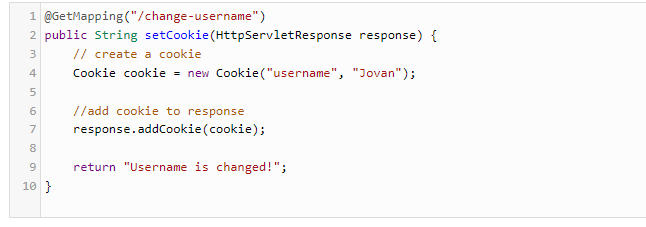 1 @GetMapping("/change-username")
2 public String setCookie(HttpServletResponse response) {
3     // create a cookie
4     Cookie cookie = new Cookie("username", "Jovan");
5
6     //add cookie to response
7     response.addCookie(cookie);
8
9     return "Username is changed!";
10 }